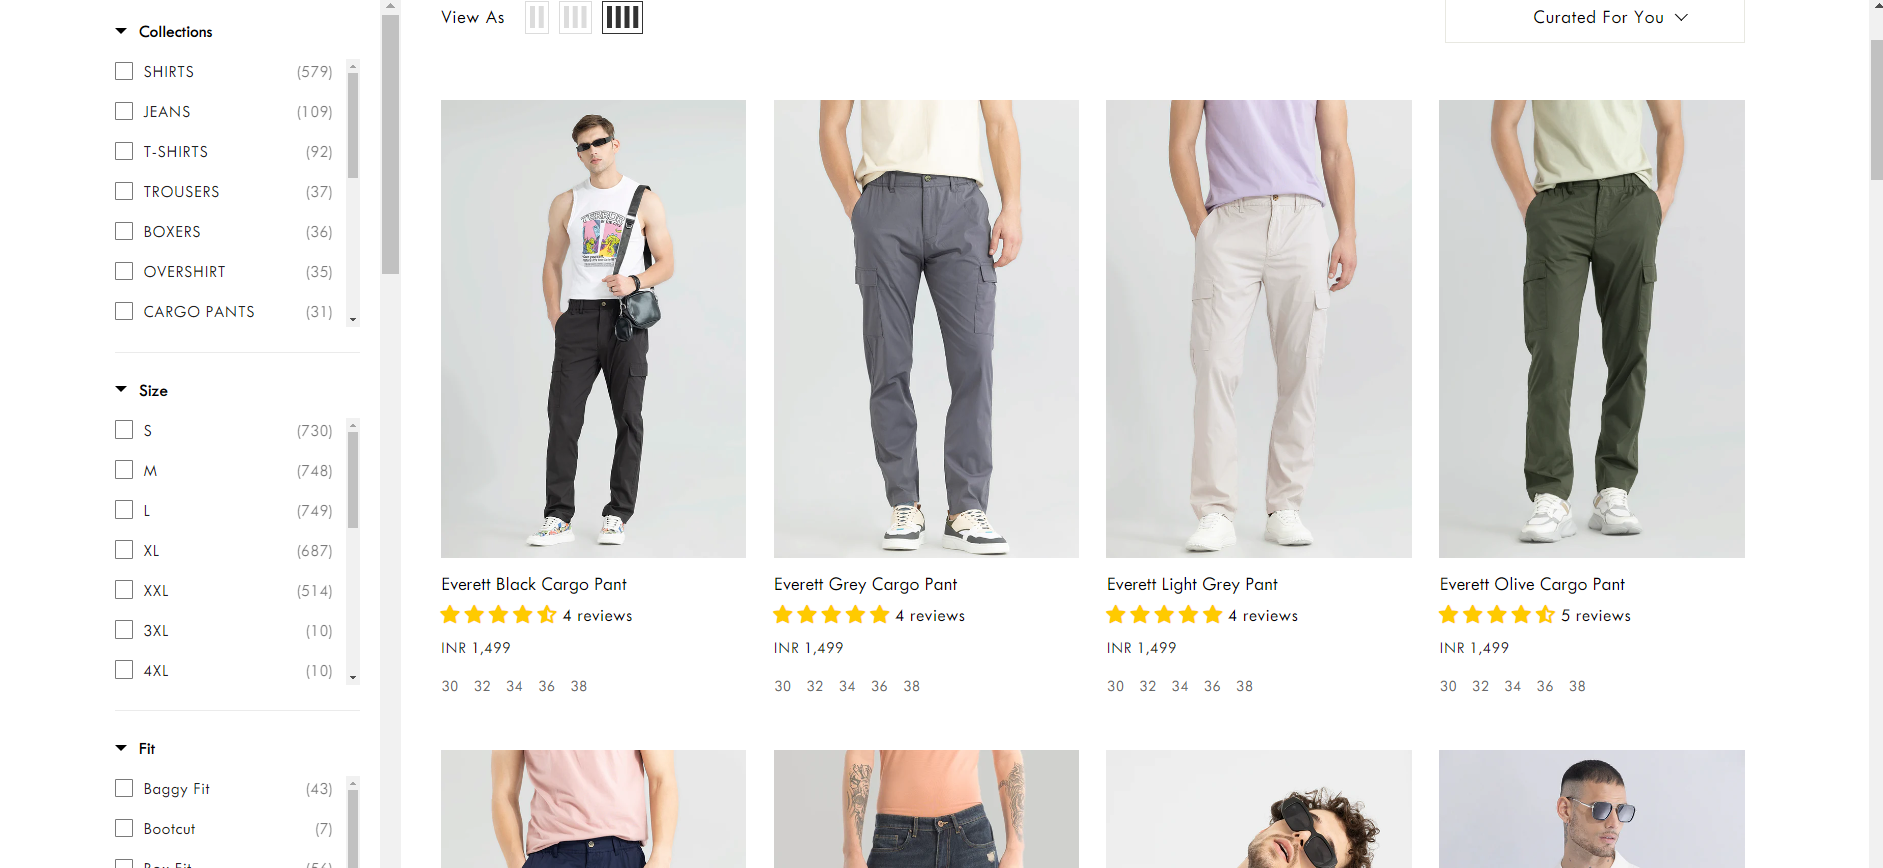 Collections
SHIRTS (579)
JEANS (109)
T-SHIRTS (92)
TROUSERS (37)
BOXERS (36)
OVERSHIRT (35)
CARGO PANTS (31)
Size
S (730)
M (748)
L (749)
XL (687)
XXL (514)
3XL (10)
4XL (10)
Fit
Baggy Fit (43)
Bootcut (7)
View As
Curated For You
Everett Black Cargo Pant
4 reviews
INR 1,499
30 32 34 36 38
Everett Grey Cargo Pant
4 reviews
INR 1,499
30 32 34 36 38
Everett Light Grey Pant
4 reviews
INR 1,499
30 32 34 36 38
Everett Olive Cargo Pant
5 reviews
INR 1,499
30 32 34 36 38